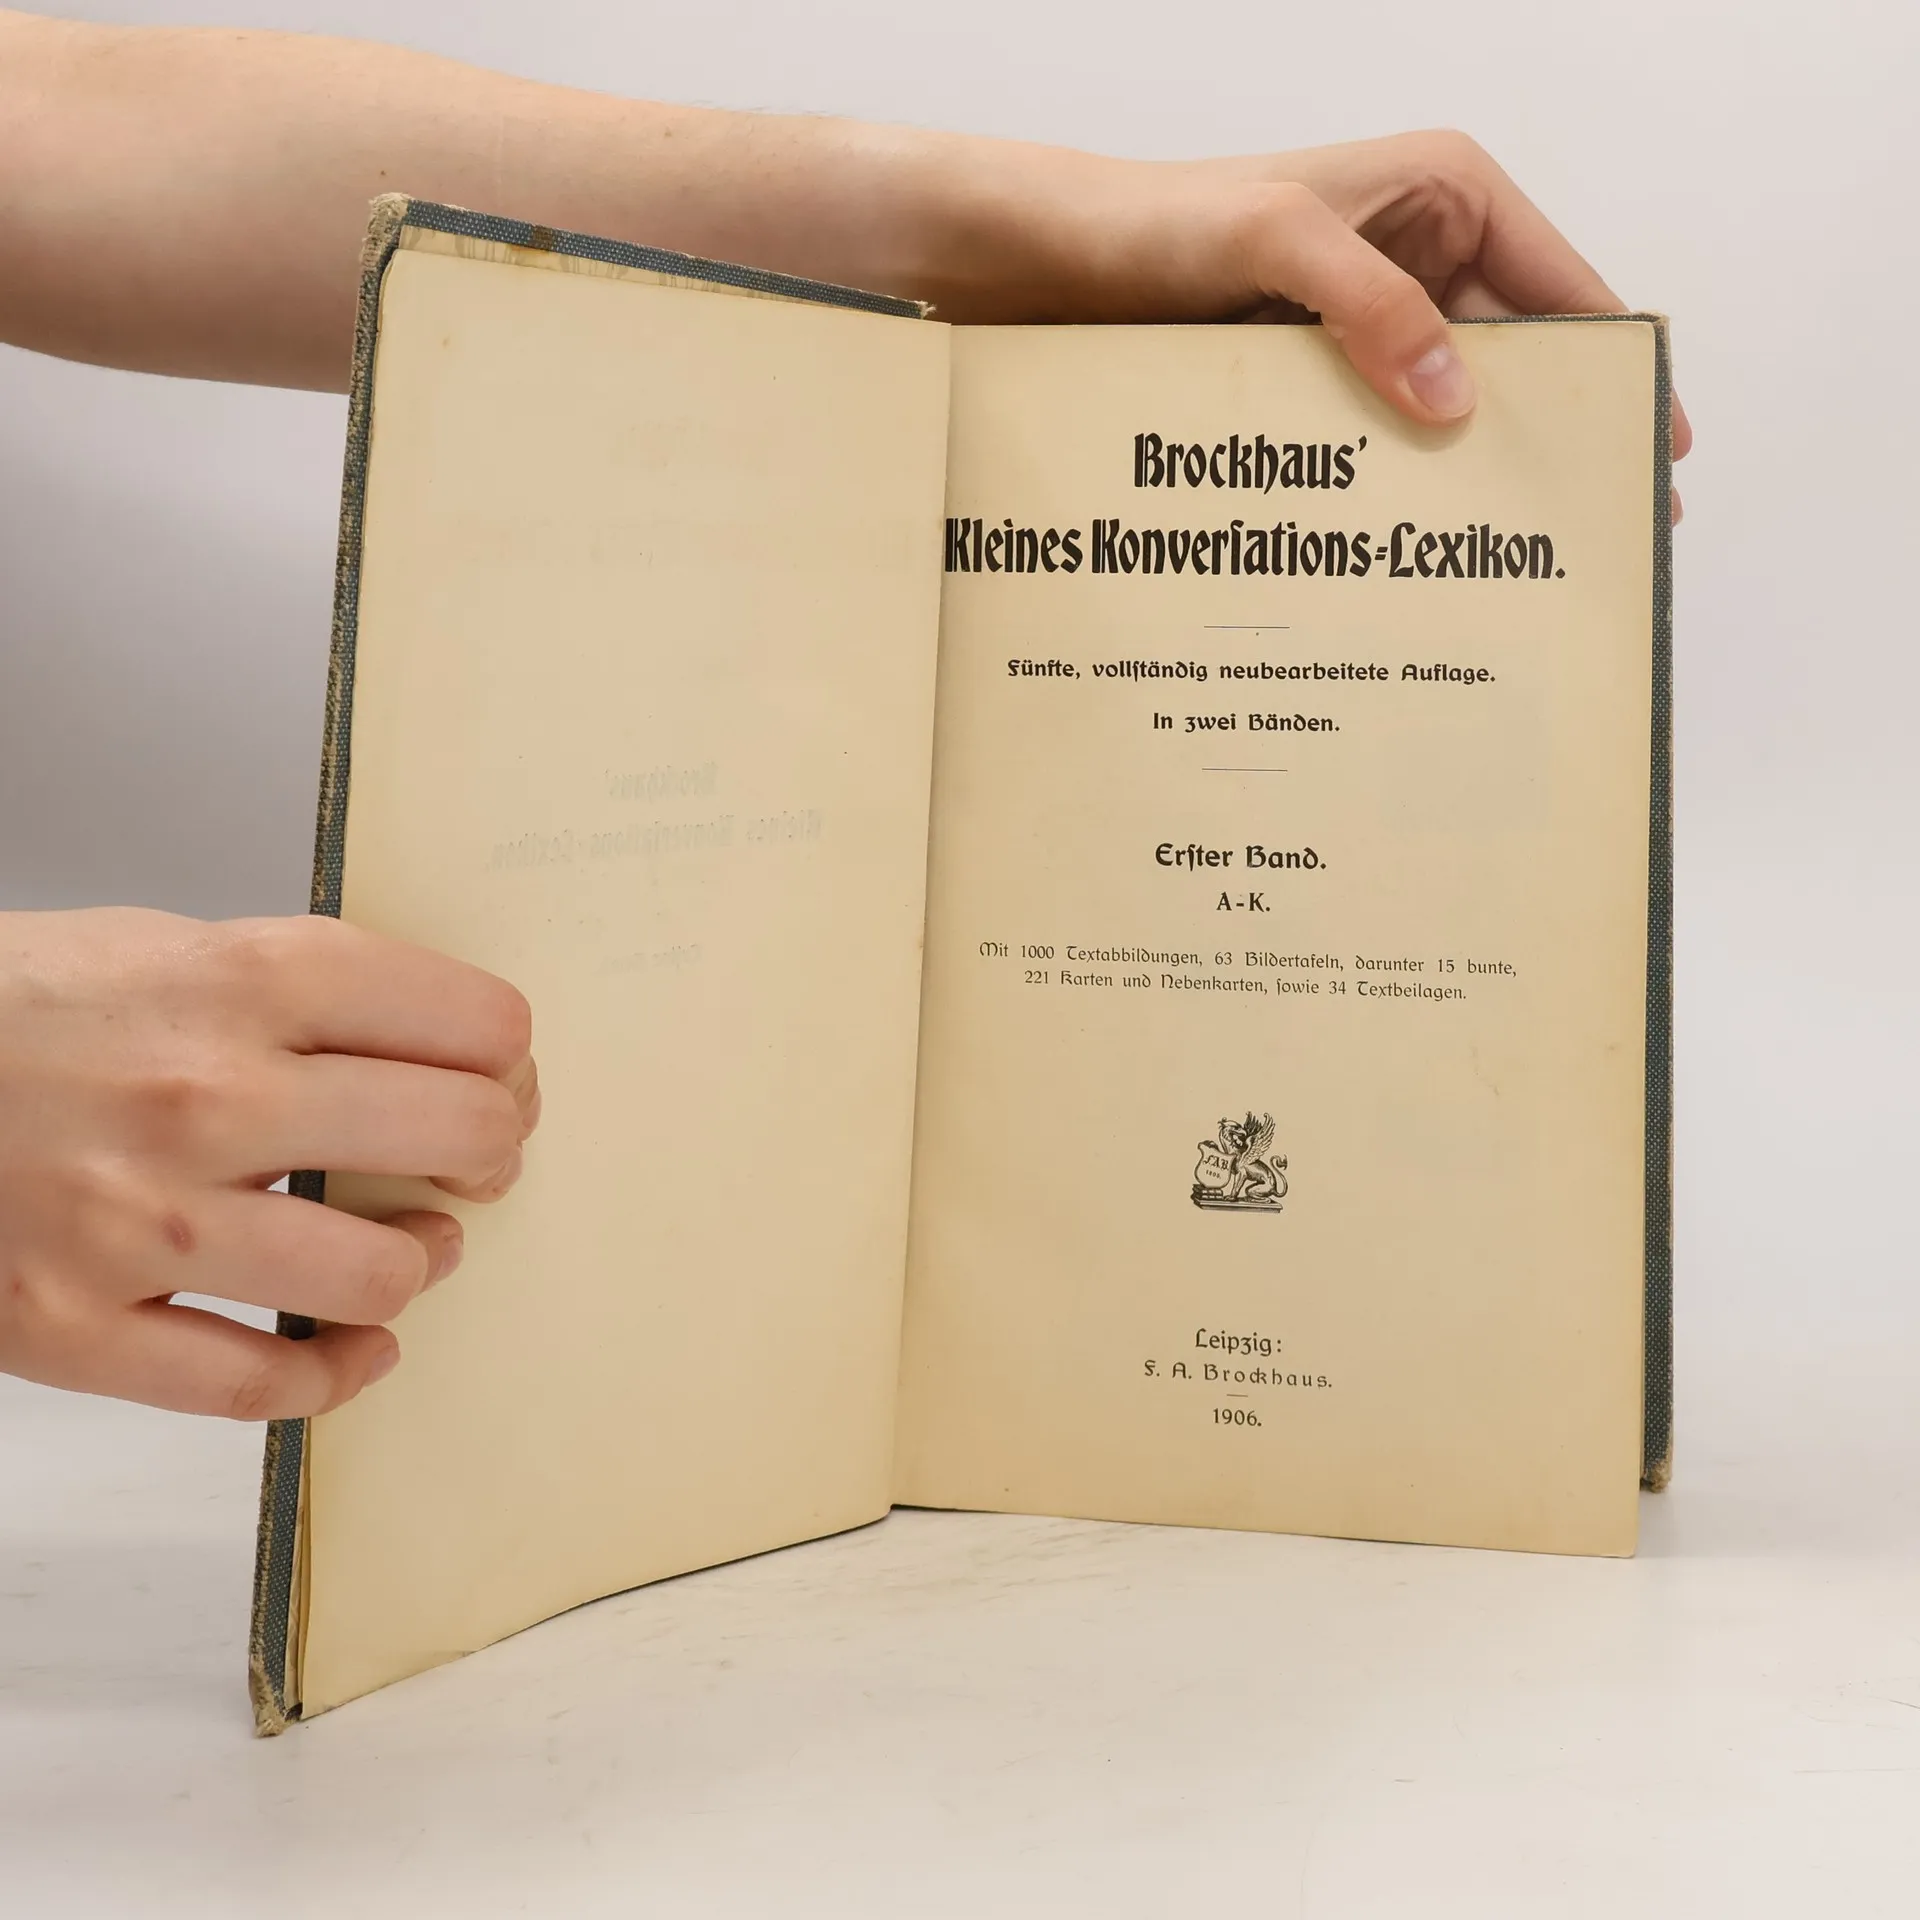 Brockhaus'
Kleines Konverſations-Lexikon.
Fünfte, vollſtändig neubearbeitete Auflage.
In zwei Bänden.
Erſter Band.
A-K.
Mit 1000 Textabbildungen, 63 Bildertafeln, darunter 15 bunte,
221 Karten und Nebenkarten, ſowie 34 Textbeilagen.
F.A.B.
Leipzig:
F. A. Brockhaus.
1906.